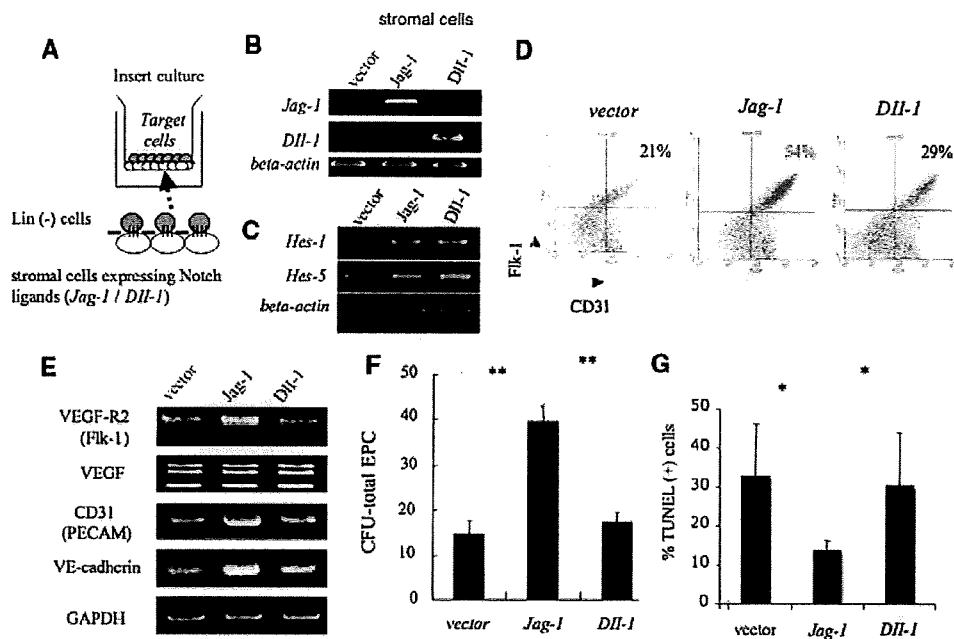 stromal cells
A
Insert culture
Target
cells
Lin (-) cells
stromal cells expressing Notch
ligands (Jag-1 / Dll-1)
B
vector
Jag-1
Dll-1
Jag-1
Dll-1
beta-actin
C
vector
Jag-1
Dll-1
Hes-1
Hes-5
beta-actin
D
vector
Jag-1
Dll-1
21%
54%
29%
Flk-1
CD31
E
vector
Jag-1
Dll-1
VEGF-R2
(Flk-1)
VEGF
CD31
(PECAM)
VE-cadherin
GAPDH
F
**
**
CFU-total EPC
50
40
30
20
10
0
vector
Jag-1
Dll-1
G
*
*
% TUNEL (+) cells
50
40
30
20
10
0
vector
Jag-1
Dll-1